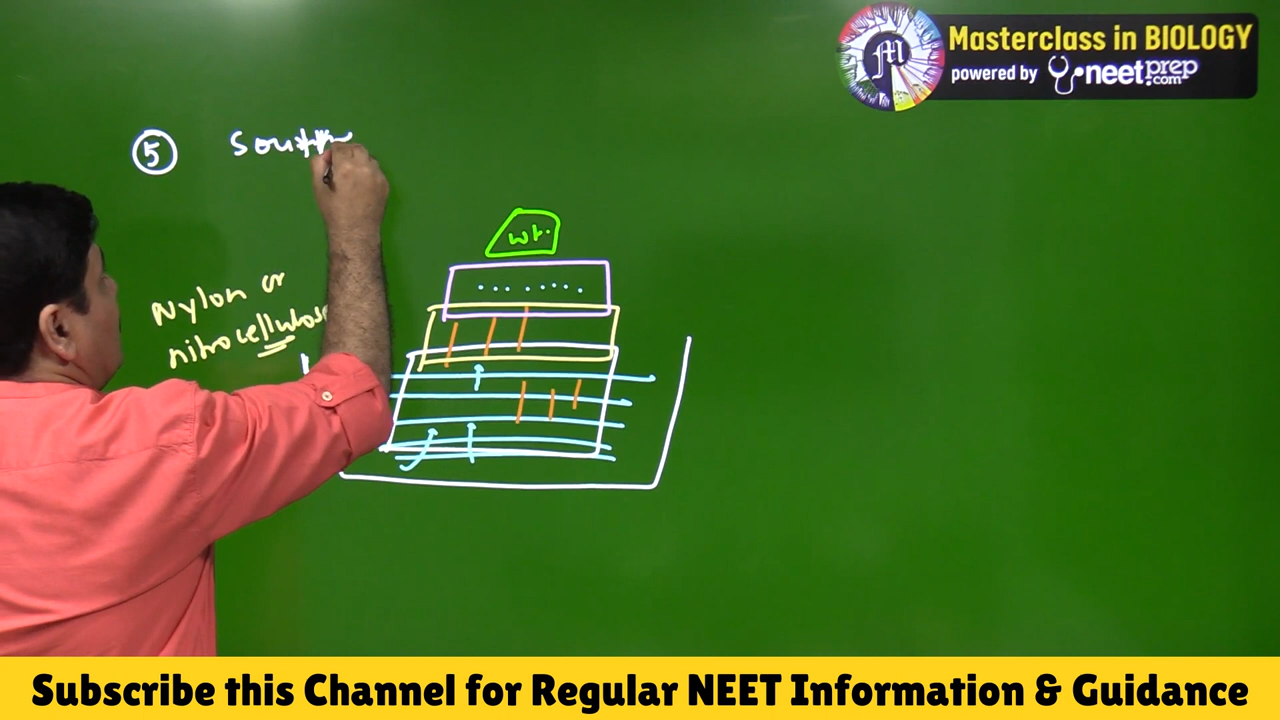 Masterclass in BIOLOGY
powered by neetprep.com
M
5
wt.
Nylon or
nitrocellulose
Subscribe this Channel for Regular NEET Information & Guidance